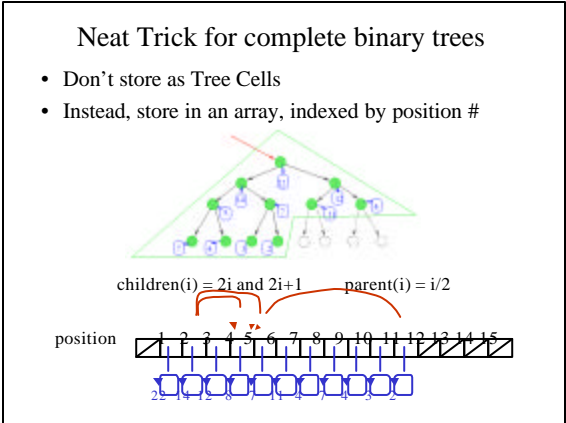 Neat Trick for complete binary trees
• Don't store as Tree Cells
• Instead, store in an array, indexed by position #
children(i) = 2i and 2i+1 parent(i) = i/2
position 1 2 3 4 5 6 7 8 9 10 11 12 13 14 15
22 14 12 8 7 11 4 7 4 3 2